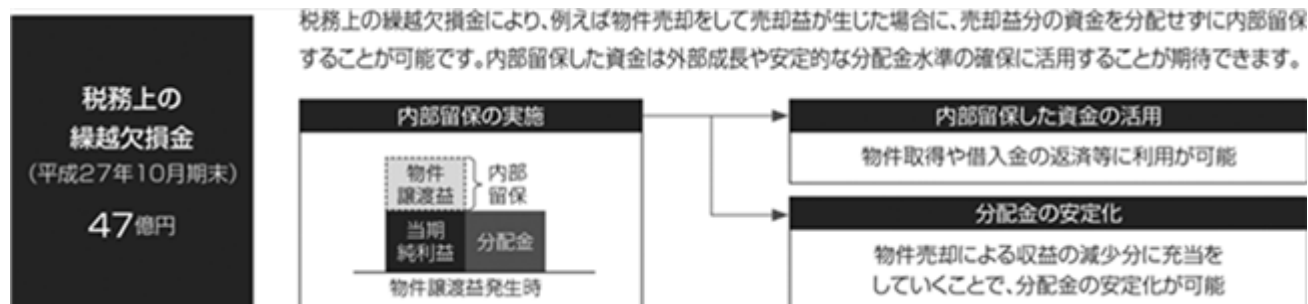 税務上の繰越欠損金により、例えば物件売却をして売却益が生じた場合に、売却益分の資金を分配せずに内部留保
することが可能です。内部留保した資金は外部成長や安定的な分配金水準の確保に活用することが期待できます。
税務上の
繰越欠損金
(平成27年10月期末)
47億円
内部留保の実施
物件
譲渡益
内部
留保
当期
純利益
分配金
物件譲渡益発生時
内部留保した資金の活用
物件取得や借入金の返済等に利用が可能
分配金の安定化
物件売却による収益の減少分に充当を
していくことで、分配金の安定化が可能